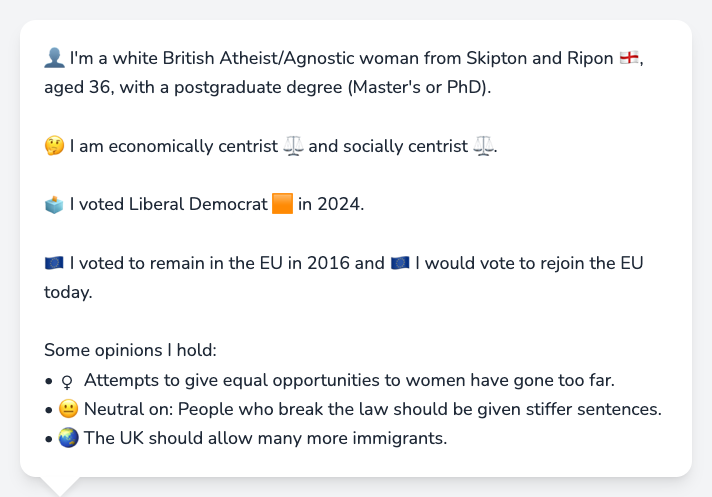 👤 I'm a white British Atheist/Agnostic woman from Skipton and Ripon 🏴󠁧󠁢󠁥󠁮󠁧󠁿,
aged 36, with a postgraduate degree (Master's or PhD).
🤔 I am economically centrist ⚖️ and socially centrist ⚖️.
🗳️ I voted Liberal Democrat 🟧 in 2024.
🇪🇺 I voted to remain in the EU in 2016 and 🇪🇺 I would vote to rejoin the EU
today.
Some opinions I hold:
• ♀️ Attempts to give equal opportunities to women have gone too far.
• 😐 Neutral on: People who break the law should be given stiffer sentences.
• 🌏 The UK should allow many more immigrants.